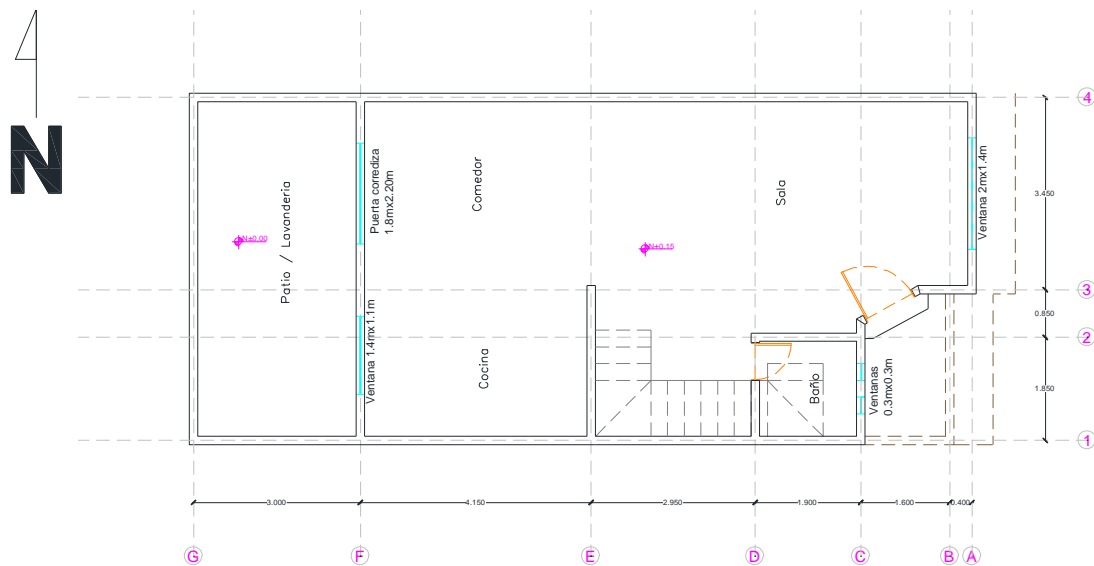 N
4
3
2
1
3.450
0.850
1.850
Patio / Lavanderia
N±0.00
Puerta corrediza
1.8mx2.20m
Ventana 1.4mx1.1m
Comedor
Cocina
N±0.15
Sala
Baño
Ventanas
0.3mx0.3m
Ventana 2mx1.4m
3.000
4.150
2.950
1.900
1.600
0.400
G
F
E
D
C
B
A